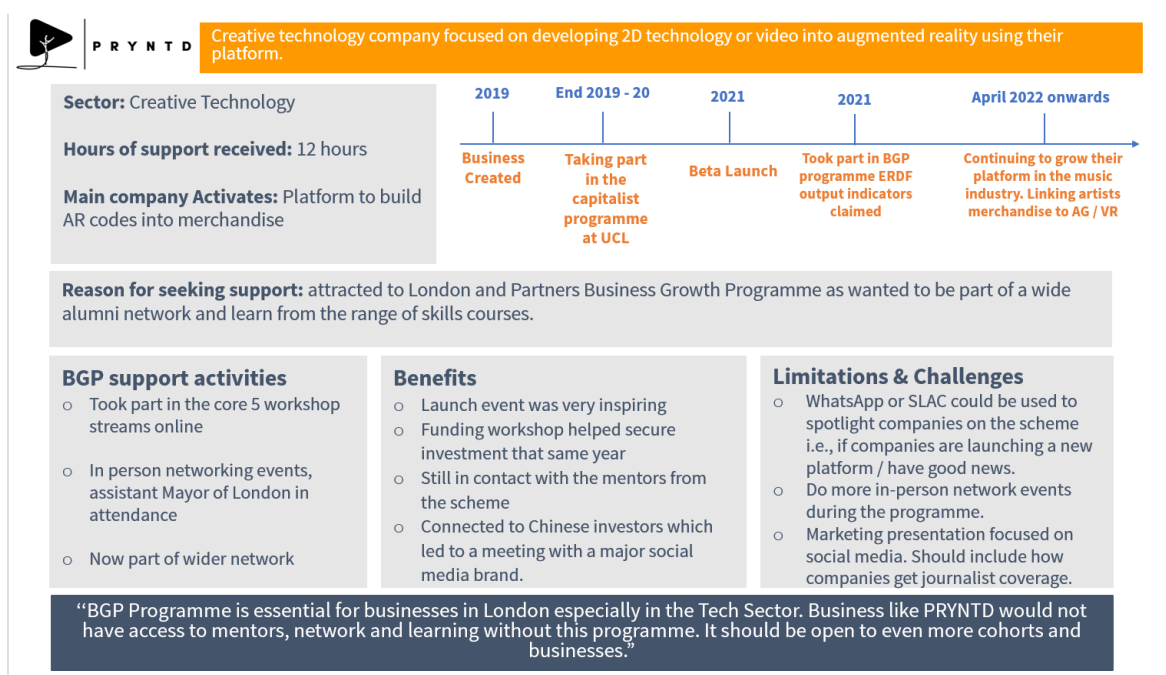 PRYNTD
Creative technology company focused on developing 2D technology or video into augmented reality using their
platform.
Sector: Creative Technology
Hours of support received: 12 hours
Main company Activates: Platform to build
AR codes into merchandise
2019
Business
Created
End 2019 - 20
Taking part
in the
capitalist
programme
at UCL
2021
Beta Launch
2021
Took part in BGP
programme ERDF
output indicators
claimed
April 2022 onwards
Continuing to grow their
platform in the music
industry. Linking artists
merchandise to AG / VR
Reason for seeking support: attracted to London and Partners Business Growth Programme as wanted to be part of a wide
alumni network and learn from the range of skills courses.
BGP support activities
o Took part in the core 5 workshop
streams online
o In person networking events,
assistant Mayor of London in
attendance
o Now part of wider network
Benefits
o Launch event was very inspiring
o Funding workshop helped secure
investment that same year
o Still in contact with the mentors from
the scheme
o Connected to Chinese investors which
led to a meeting with a major social
media brand.
Limitations & Challenges
o WhatsApp or SLAC could be used to
spotlight companies on the scheme
i.e., if companies are launching a new
platform / have good news.
o Do more in-person network events
during the programme.
o Marketing presentation focused on
social media. Should include how
companies get journalist coverage.
‘‘BGP Programme is essential for businesses in London especially in the Tech Sector. Business like PRYNTD would not
have access to mentors, network and learning without this programme. It should be open to even more cohorts and
businesses.”